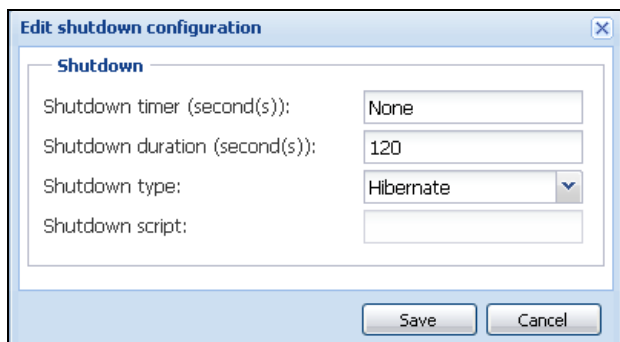 Edit shutdown configuration
Shutdown
Shutdown timer (second(s)): None
Shutdown duration (second(s)): 120
Shutdown type: Hibernate
Shutdown script:
Save Cancel